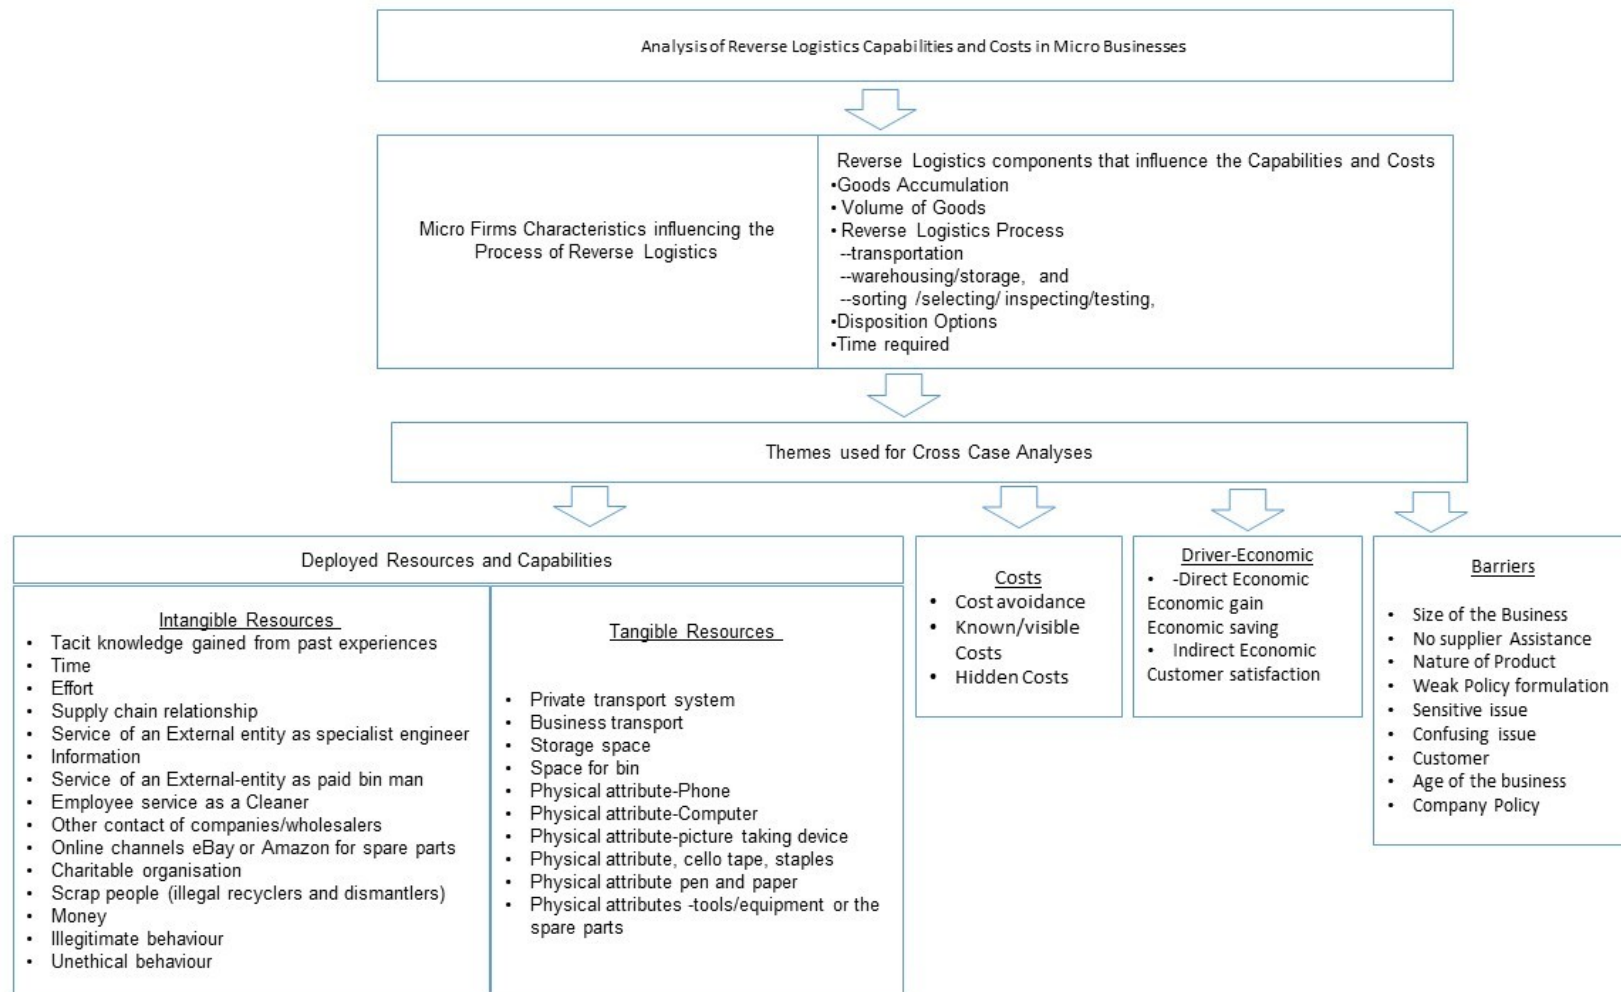 Analysis of Reverse Logistics Capabilities and Costs in Micro Businesses
Micro Firms Characteristics influencing the
Process of Reverse Logistics
Reverse Logistics components that influence the Capabilities and Costs
•Goods Accumulation
• Volume of Goods
• Reverse Logistics Process
--transportation
--warehousing/storage, and
--sorting /selecting/ inspecting/testing,
•Disposition Options
•Time required
Themes used for Cross Case Analyses
Deployed Resources and Capabilities
Intangible Resources
• Tacit knowledge gained from past experiences
• Time
• Effort
• Supply chain relationship
• Service of an External entity as specialist engineer
• Information
• Service of an External-entity as paid bin man
• Employee service as a Cleaner
• Other contact of companies/wholesalers
• Online channels eBay or Amazon for spare parts
• Charitable organisation
• Scrap people (illegal recyclers and dismantlers)
• Money
• Illegitimate behaviour
• Unethical behaviour
Tangible Resources
• Private transport system
• Business transport
• Storage space
• Space for bin
• Physical attribute-Phone
• Physical attribute-Computer
• Physical attribute-picture taking device
• Physical attribute, cello tape, staples
• Physical attribute pen and paper
• Physical attributes -tools/equipment or the
spare parts
Costs
• Cost avoidance
• Known/visible
Costs
• Hidden Costs
Driver-Economic
• -Direct Economic
Economic gain
Economic saving
• Indirect Economic
Customer satisfaction
Barriers
• Size of the Business
• No supplier Assistance
• Nature of Product
• Weak Policy formulation
• Sensitive issue
• Confusing issue
• Customer
• Age of the business
• Company Policy